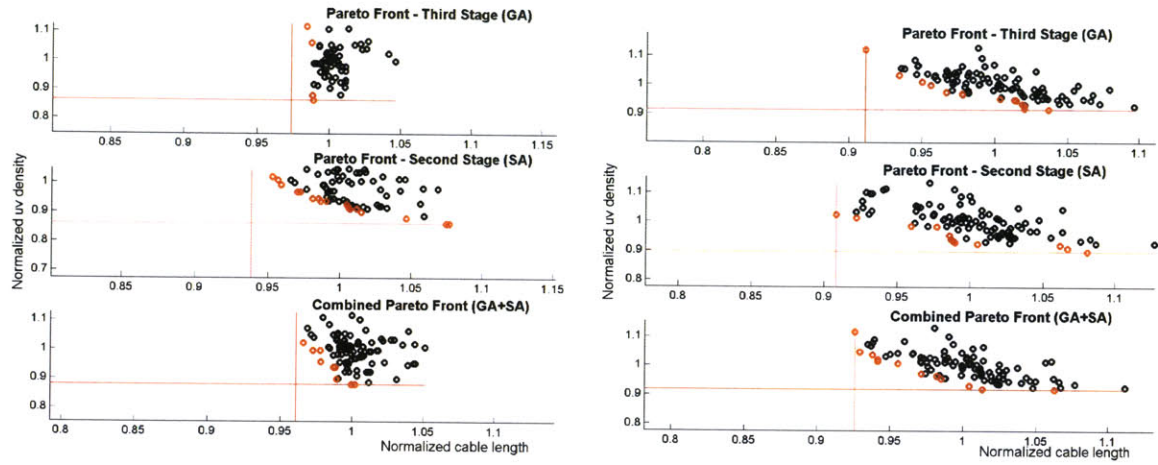 Pareto Front - Third Stage (GA)
1.1
1
0.9
0.8
0.85 0.9 0.95 1 1.05 1.1 1.15
Pareto Front - Second Stage (SA)
Normalized uv density
1
0.9
0.8
0.7
0.85 0.9 0.95 1 1.05 1.1 1.15
Combined Pareto Front (GA+SA)
1.1
1
0.9
0.8
0.8 0.85 0.9 0.95 1 1.05 1.1
Normalized cable length
Pareto Front - Third Stage (GA)
1.1
1
0.9
0.8 0.85 0.9 0.95 1 1.05 1.1
Pareto Front - Second Stage (SA)
Normalized uv density
1.1
1
0.9
0.8
0.8 0.85 0.9 0.95 1 1.05 1.1
Combined Pareto Front (GA+SA)
1.1
1
0.9
0.8
0.8 0.85 0.9 0.95 1 1.05 1.1
Normalized cable length